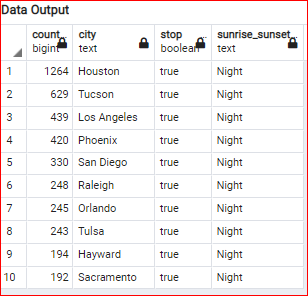 Data Output
count city stop sunrise_sunset
bigint text boolean text
1 1264 Houston true Night
2 629 Tucson true Night
3 439 Los Angeles true Night
4 420 Phoenix true Night
5 330 San Diego true Night
6 248 Raleigh true Night
7 245 Orlando true Night
8 243 Tulsa true Night
9 194 Hayward true Night
10 192 Sacramento true Night